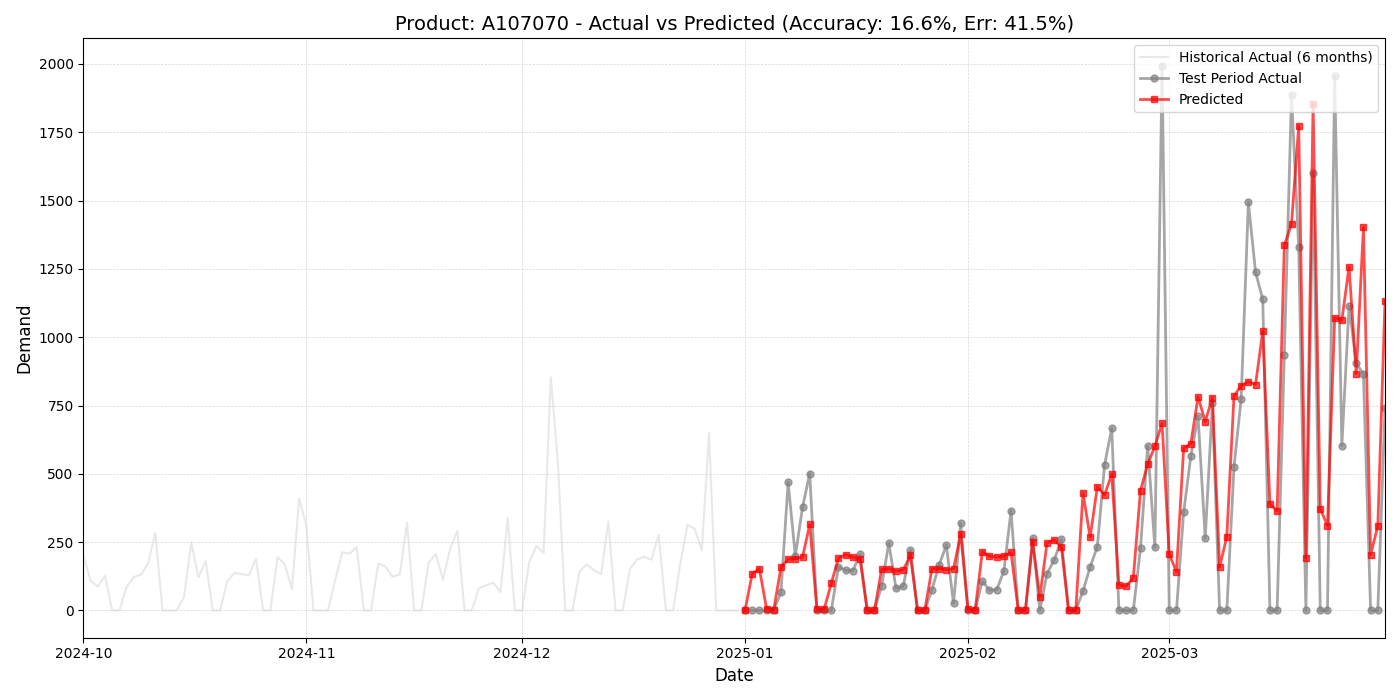 Product: A107070 - Actual vs Predicted (Accuracy: 16.6%, Err: 41.5%)
Historical Actual (6 months)
Test Period Actual
Predicted
2000
1750
1500
1250
1000
750
500
250
0
Demand
2024-10 2024-11 2024-12 2025-01 2025-02 2025-03
Date